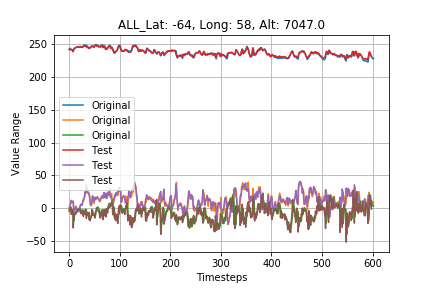 ALL_Lat: -64, Long: 58, Alt: 7047.0
250
200
150
100
50
0
−50
Value Range
Original
Original
Original
Test
Test
Test
0
100
200
300
400
500
600
Timesteps